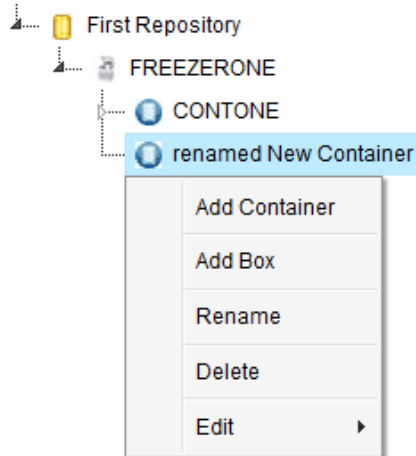 First Repository
FREEZERONE
CONTONE
renamed New Container
Add Container
Add Box
Rename
Delete
Edit